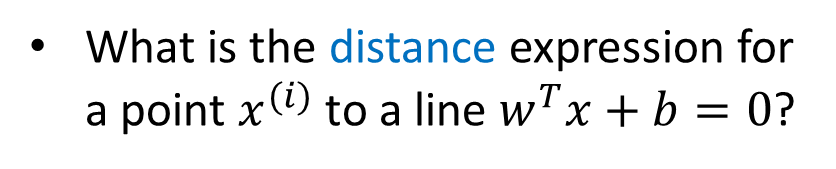 • What is the distance expression for
a point $x^{(i)}$ to a line $w^T x + b = 0$?